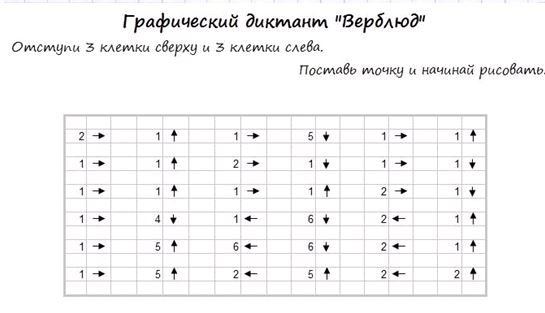 Графический диктант "Верблюд"
Отступи 3 клетки сверху и 3 клетки слева.
Поставь точку и начинай рисовать.
2 → 1 ↑ 1 → 5 ↓ 1 → 1 ↑
1 → 1 ↑ 2 → 1 ↓ 1 → 1 ↓
1 → 1 ↑ 1 → 1 ↑ 2 → 1 ↓
1 → 4 ↓ 1 ← 6 ↓ 2 ← 1 ↑
1 → 5 ↑ 6 ← 6 ↓ 2 ← 1 ↑
1 → 5 ↑ 2 ← 5 ↑ 2 ← 2 ↑